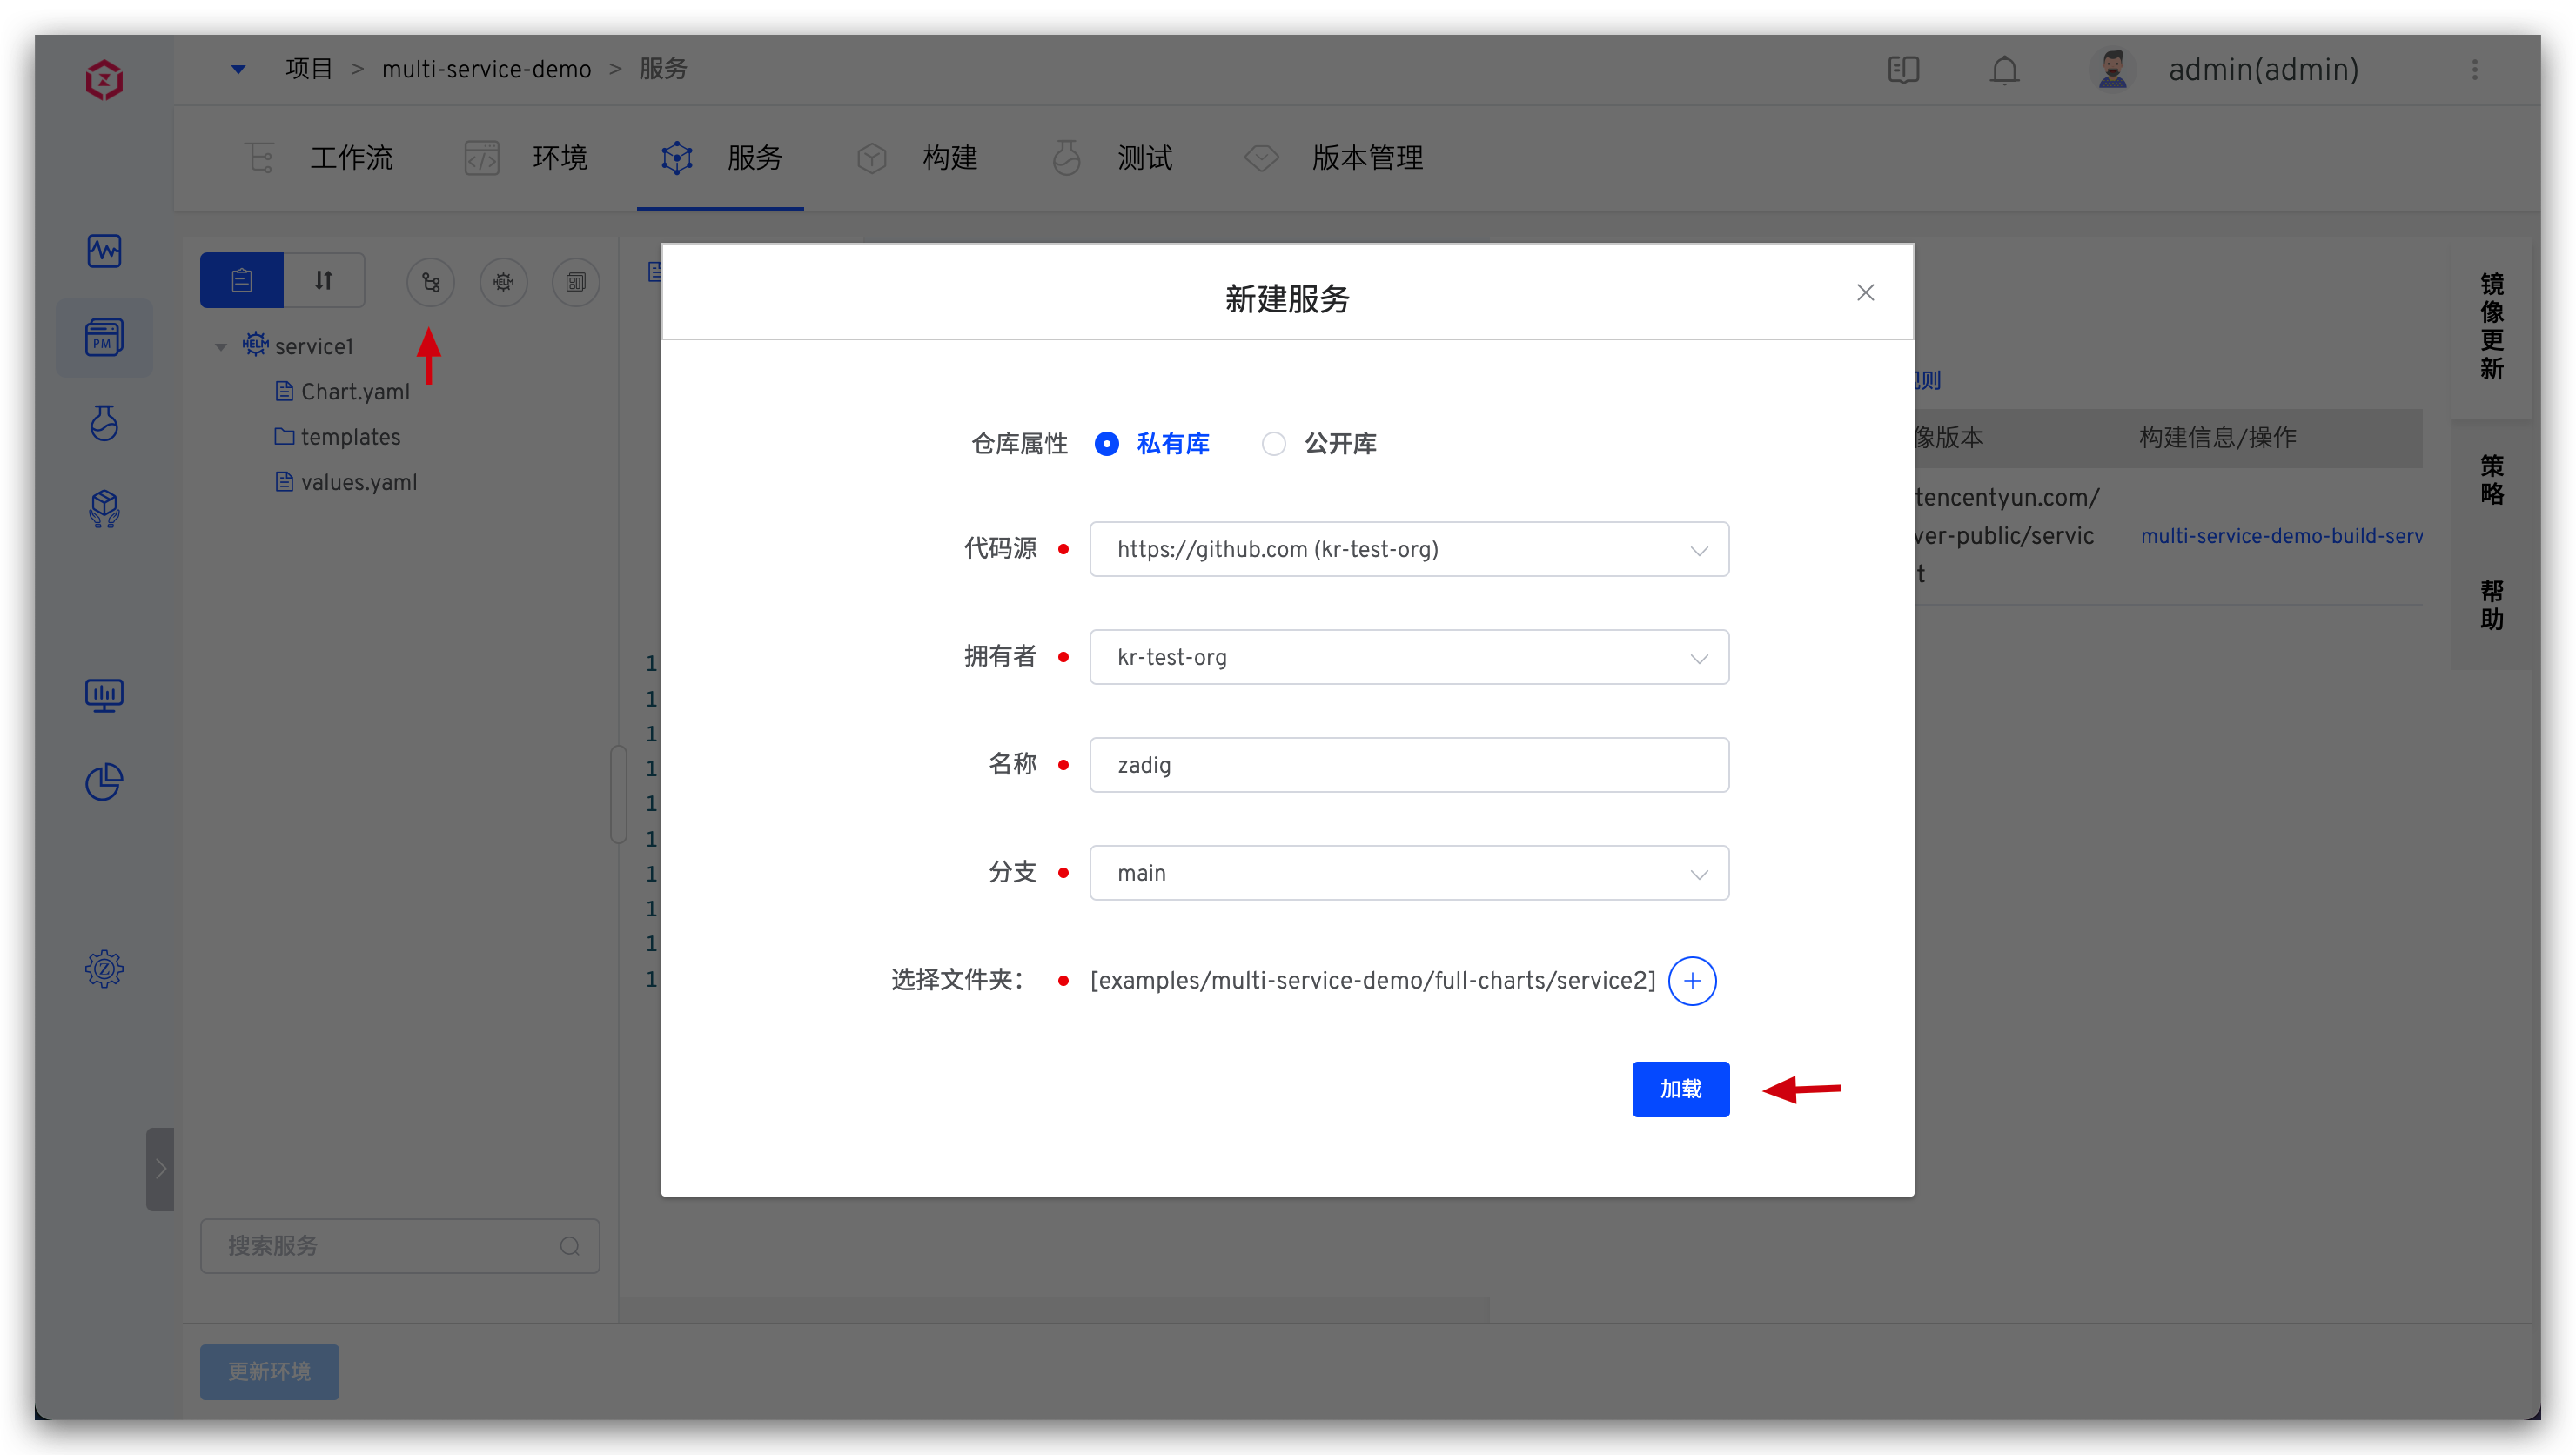 项目 > multi-service-demo > 服务
admin(admin)
工作流 环境 服务 构建 测试 版本管理
PM
HELM
HELM service1
Chart.yaml
templates
values.yaml
新建服务
仓库属性 私有库 公开库
代码源 https://github.com (kr-test-org)
拥有者 kr-test-org
名称 zadig
分支 main
选择文件夹： [examples/multi-service-demo/full-charts/service2]
加载
1
1
1
1
1
1
1
1
1
1
则
像版本 构建信息/操作
tencentyun.com/
ver-public/servic
multi-service-demo-build-serv
镜像更新
策略
帮助
搜索服务
更新环境